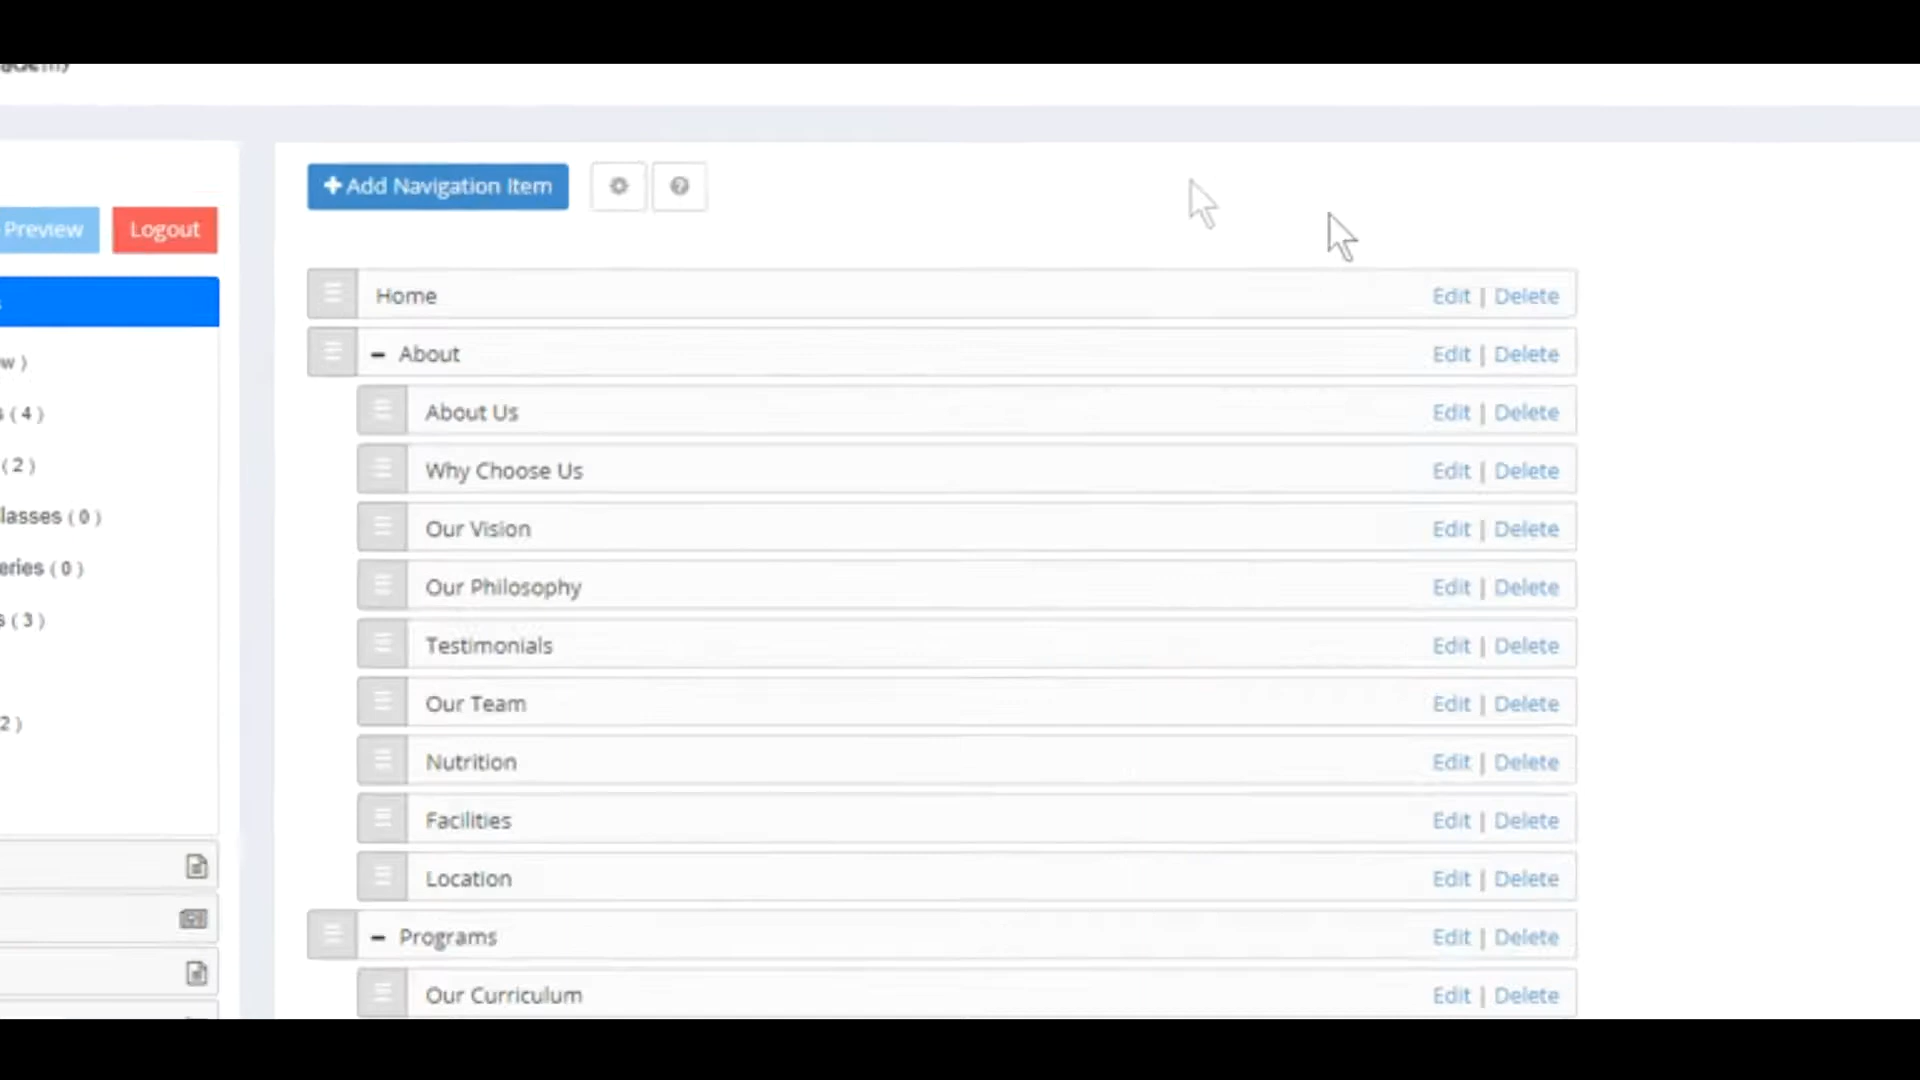 Add Navigation Item
Preview
Logout
w )
s ( 4 )
( 2 )
lasses ( 0 )
eries ( 0 )
s ( 3 )
2 )
Home Edit | Delete
About Edit | Delete
About Us Edit | Delete
Why Choose Us Edit | Delete
Our Vision Edit | Delete
Our Philosophy Edit | Delete
Testimonials Edit | Delete
Our Team Edit | Delete
Nutrition Edit | Delete
Facilities Edit | Delete
Location Edit | Delete
Programs Edit | Delete
Our Curriculum Edit | Delete